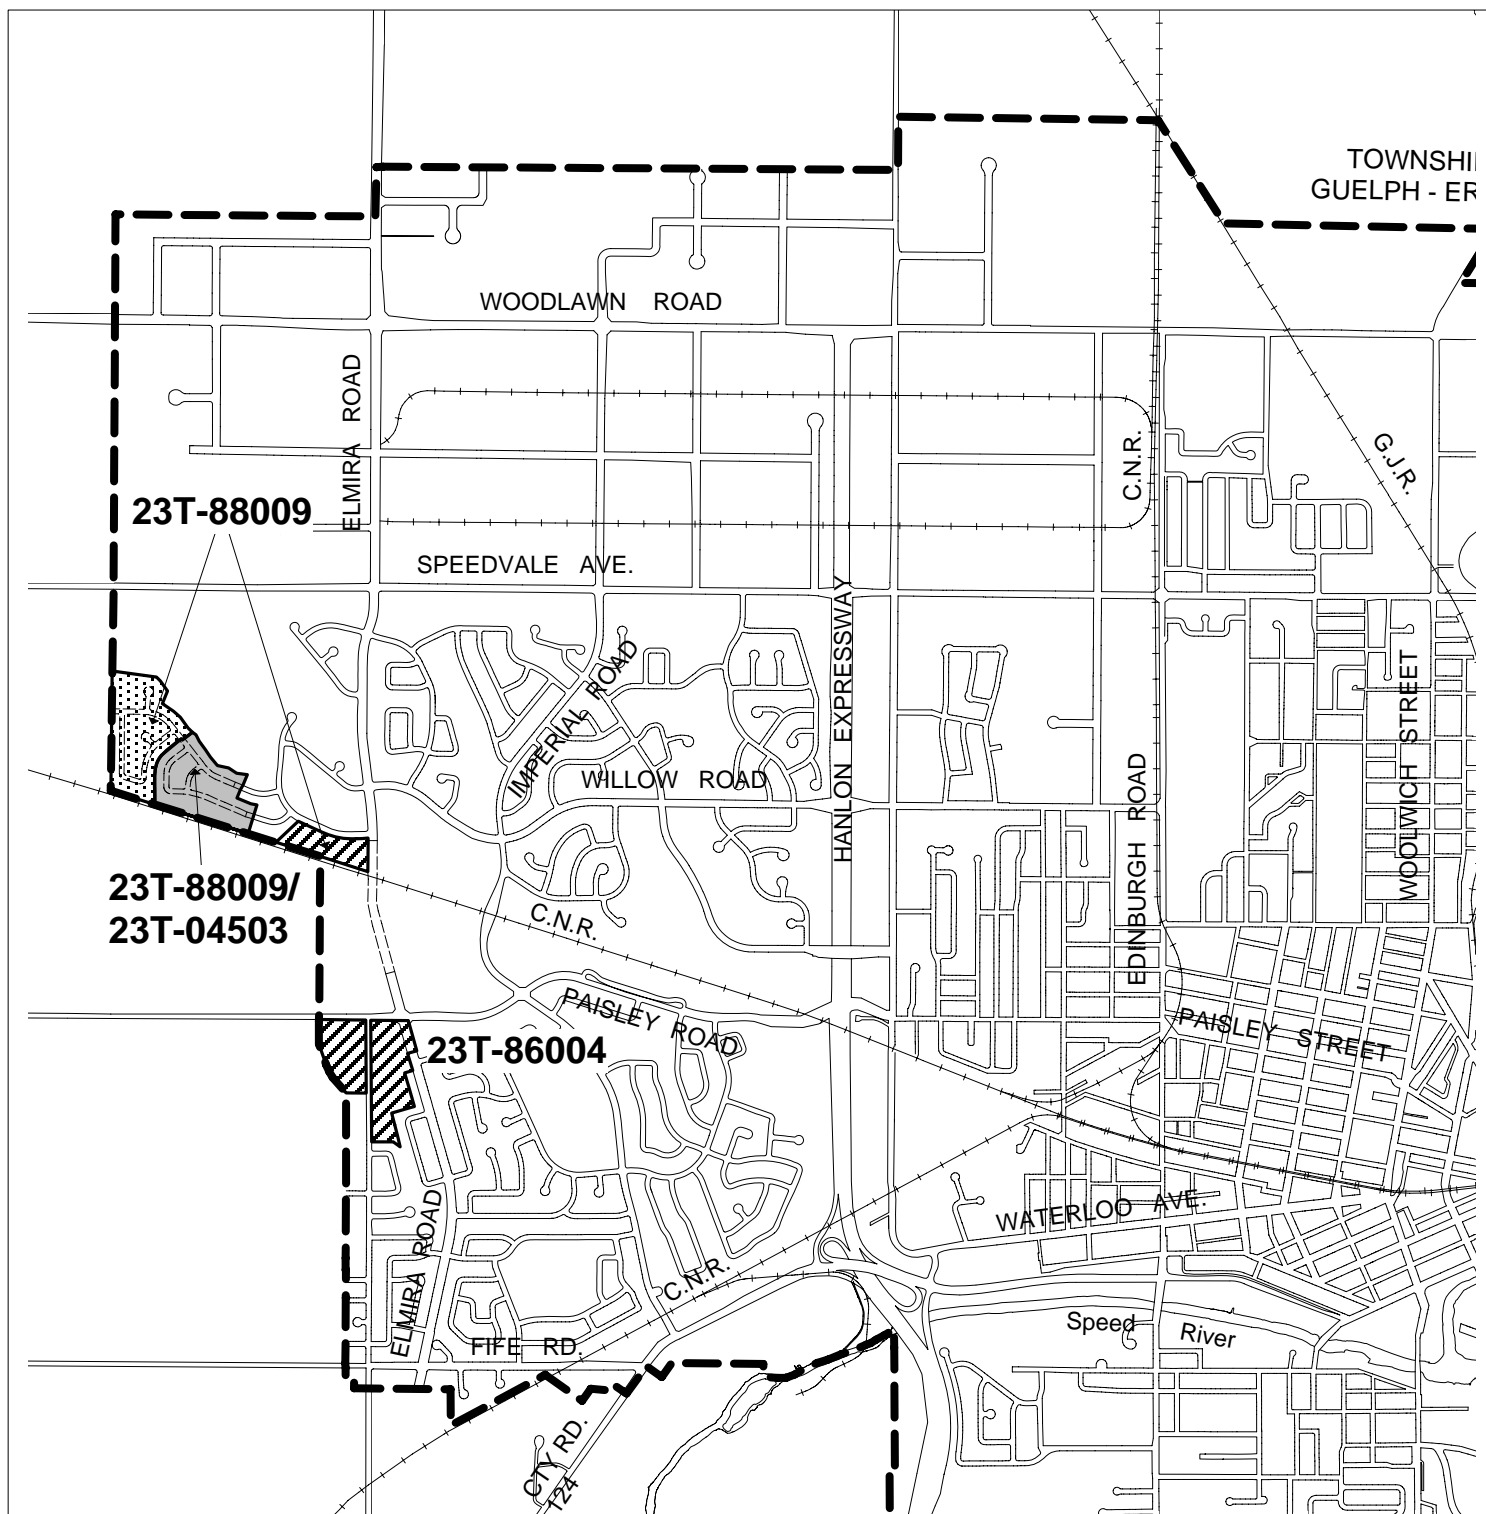 TOWNSHI
GUELPH - ER
WOODLAWN ROAD
ELMIRA ROAD
C.N.R.
G.J.R.
23T-88009
SPEEDVALE AVE.
HANLON EXPRESSWAY
IMPERIAL ROAD
WILLOW ROAD
WOOLWICH STREET
EDINBURGH ROAD
23T-88009/
23T-04503
C.N.R.
PAISLEY ROAD
PAISLEY STREET
23T-86004
WATERLOO AVE.
ELMIRA ROAD
C.N.R.
Speed River
FIFE RD.
CTY RD.
124